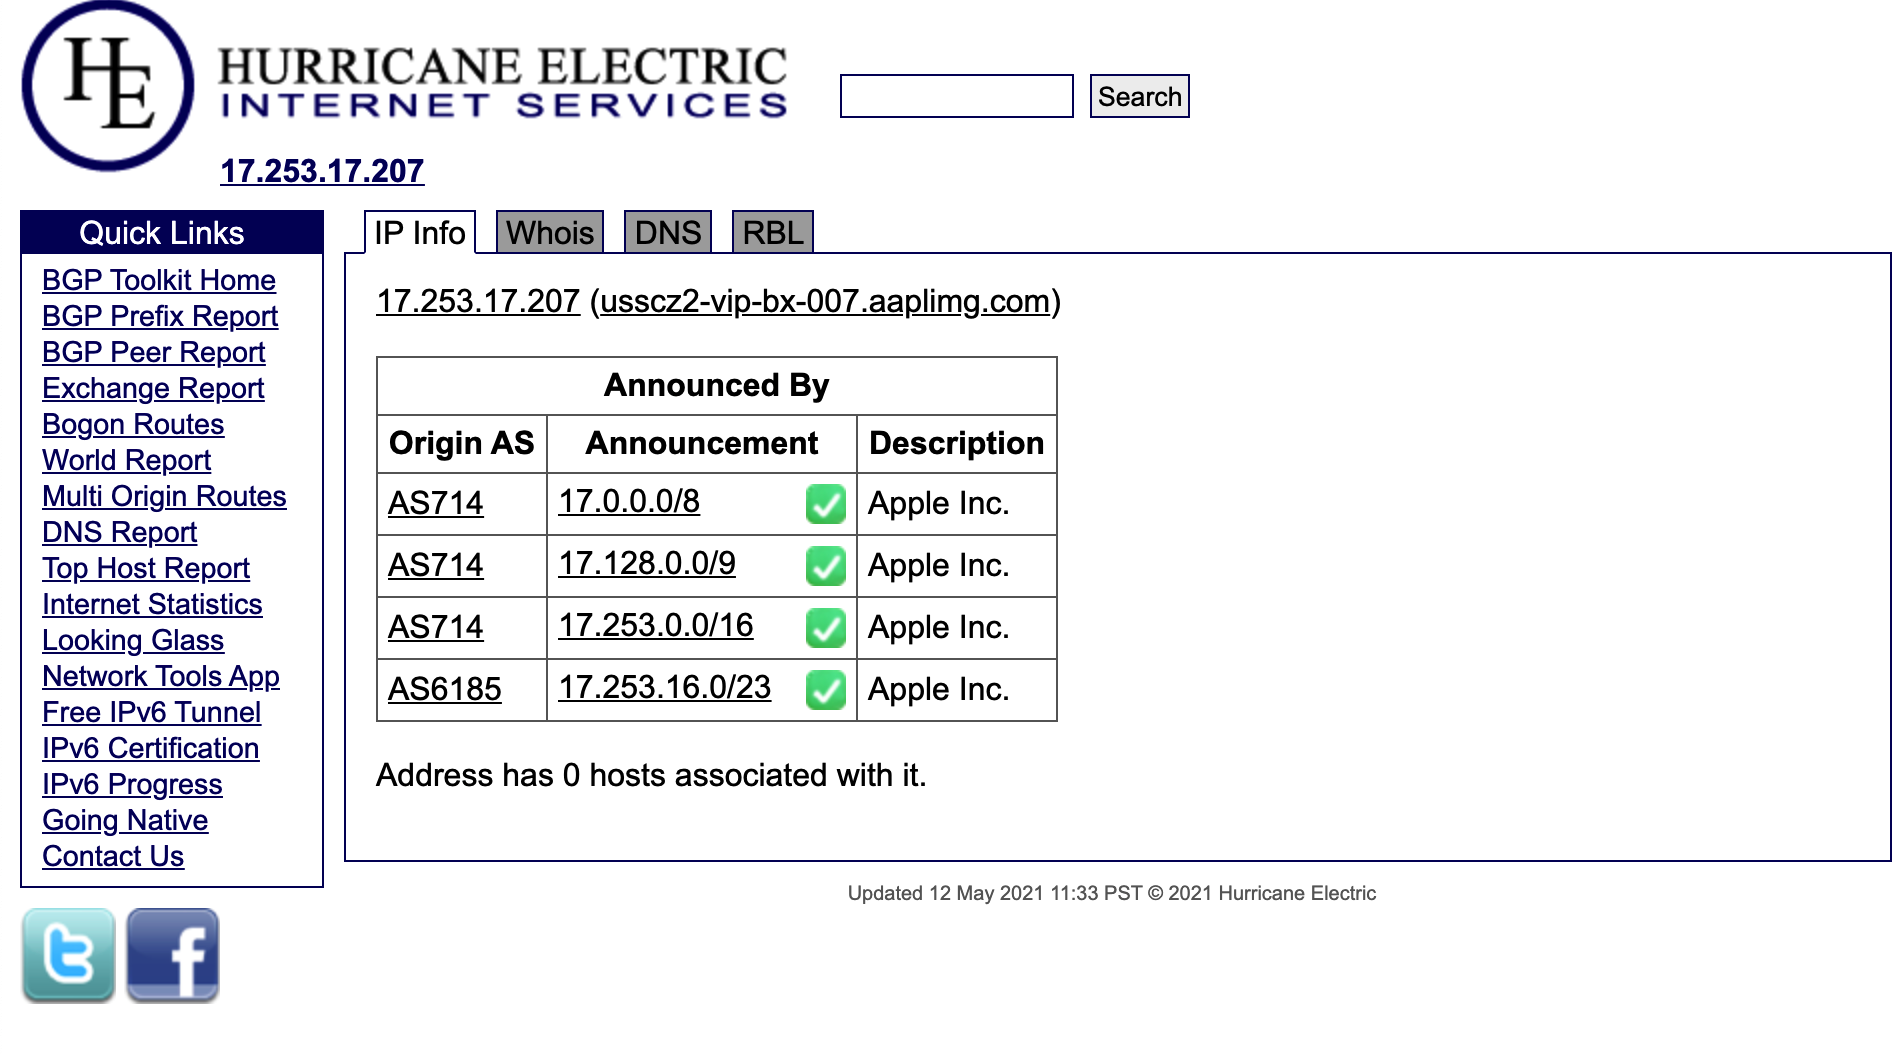 HE
HURRICANE ELECTRIC
INTERNET SERVICES
Search
17.253.17.207
Quick Links
BGP Toolkit Home
BGP Prefix Report
BGP Peer Report
Exchange Report
Bogon Routes
World Report
Multi Origin Routes
DNS Report
Top Host Report
Internet Statistics
Looking Glass
Network Tools App
Free IPv6 Tunnel
IPv6 Certification
IPv6 Progress
Going Native
Contact Us
IP Info Whois DNS RBL
17.253.17.207 (usscz2-vip-bx-007.aaplimg.com)
Announced By
Origin AS Announcement Description
AS714 17.0.0.0/8 Apple Inc.
AS714 17.128.0.0/9 Apple Inc.
AS714 17.253.0.0/16 Apple Inc.
AS6185 17.253.16.0/23 Apple Inc.
Address has 0 hosts associated with it.
Updated 12 May 2021 11:33 PST © 2021 Hurricane Electric
t f